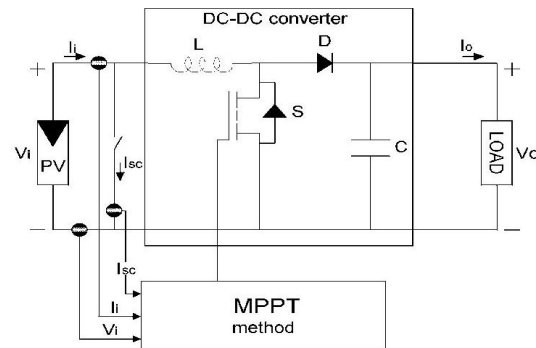 DC-DC converter
Ii
L
D
Io
+
+
S
Vi
PV
Isc
C
LOAD
Vo
Isc
Ii
Vi
MPPT
method